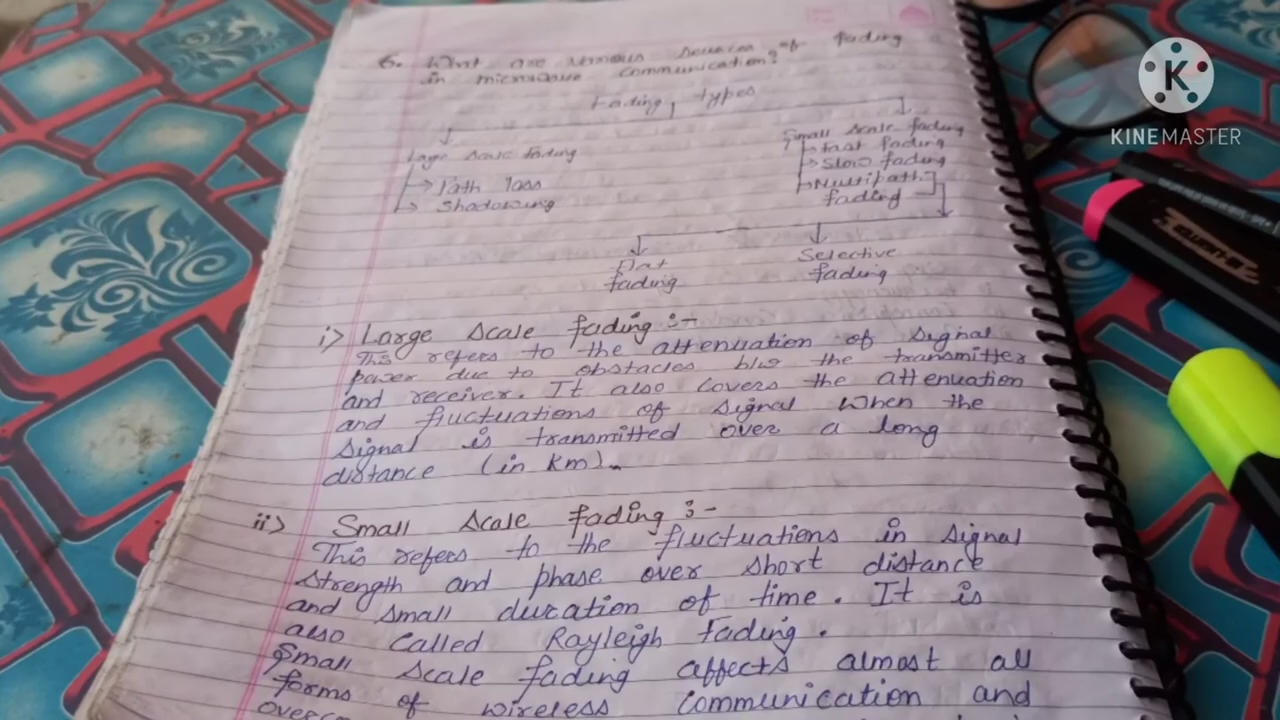 6. What are various sources of fading
in microwave communication?
Fading, types
Large scale fading
→ Path loss
→ Shadowing
Small scale fading
→ Fast fading
→ Slow fading
→ Multipath
fading
Flat
fading
Selective
fading
i) Large scale fading :-
This refers to the attenuation of signal
power due to obstacles b/w the transmitter
and receiver. It also covers the attenuation
and fluctuations of signal when the
signal is transmitted over a long
distance (in Km).
ii) Small scale fading :-
This refers to the fluctuations in signal
strength and phase over short distance
and small duration of time. It is
also called Rayleigh Fading.
Small scale fading affects almost all
forms of wireless communication and
K
KINEMASTER